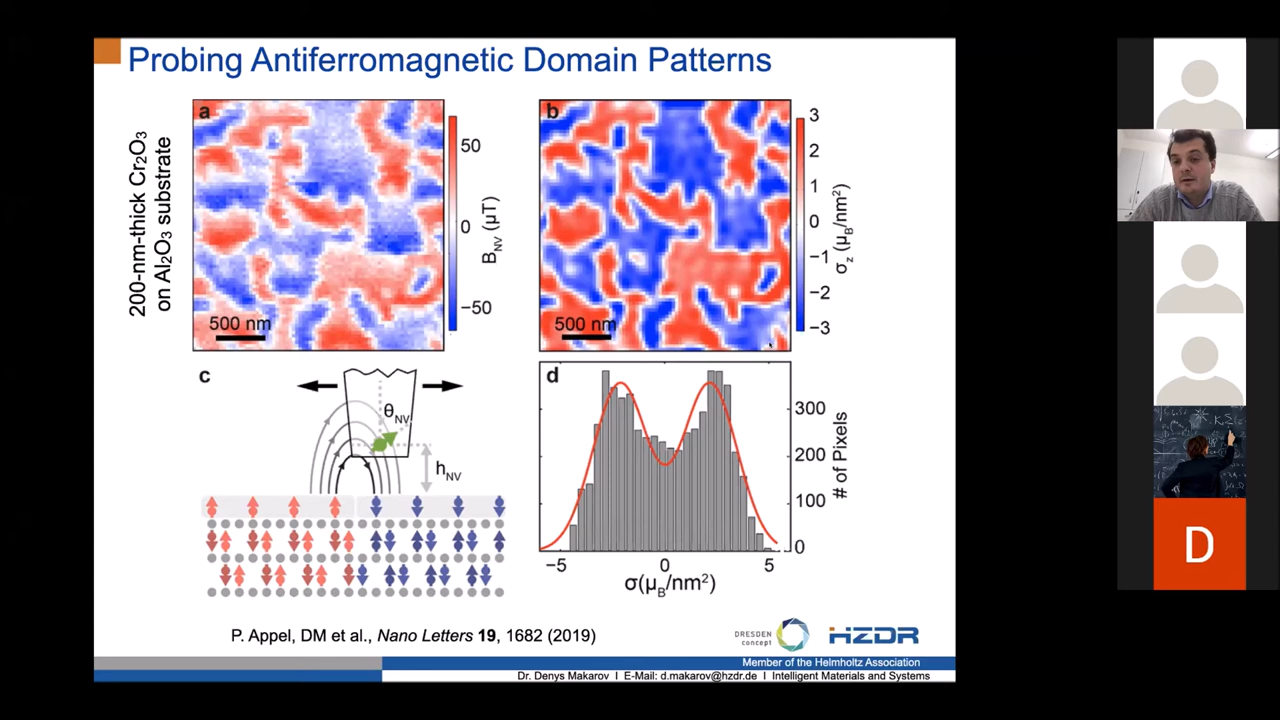 Probing Antiferromagnetic Domain Patterns
200-nm-thick Cr₂O₃
on Al₂O₃ substrate
a
500 nm
50
0
−50
B_NV (μT)
b
500 nm
3
2
1
0
−1
−2
−3
σ_z (μ_B/nm²)
c
θ_NV
h_NV
d
300
200
100
0
# of Pixels
−5
0
5
σ(μ_B/nm²)
P. Appel, DM et al., Nano Letters 19, 1682 (2019)
DRESDEN
concept
HZDR
Member of the Helmholtz Association
Dr. Denys Makarov I E-Mail: d.makarov@hzdr.de I Intelligent Materials and Systems
D